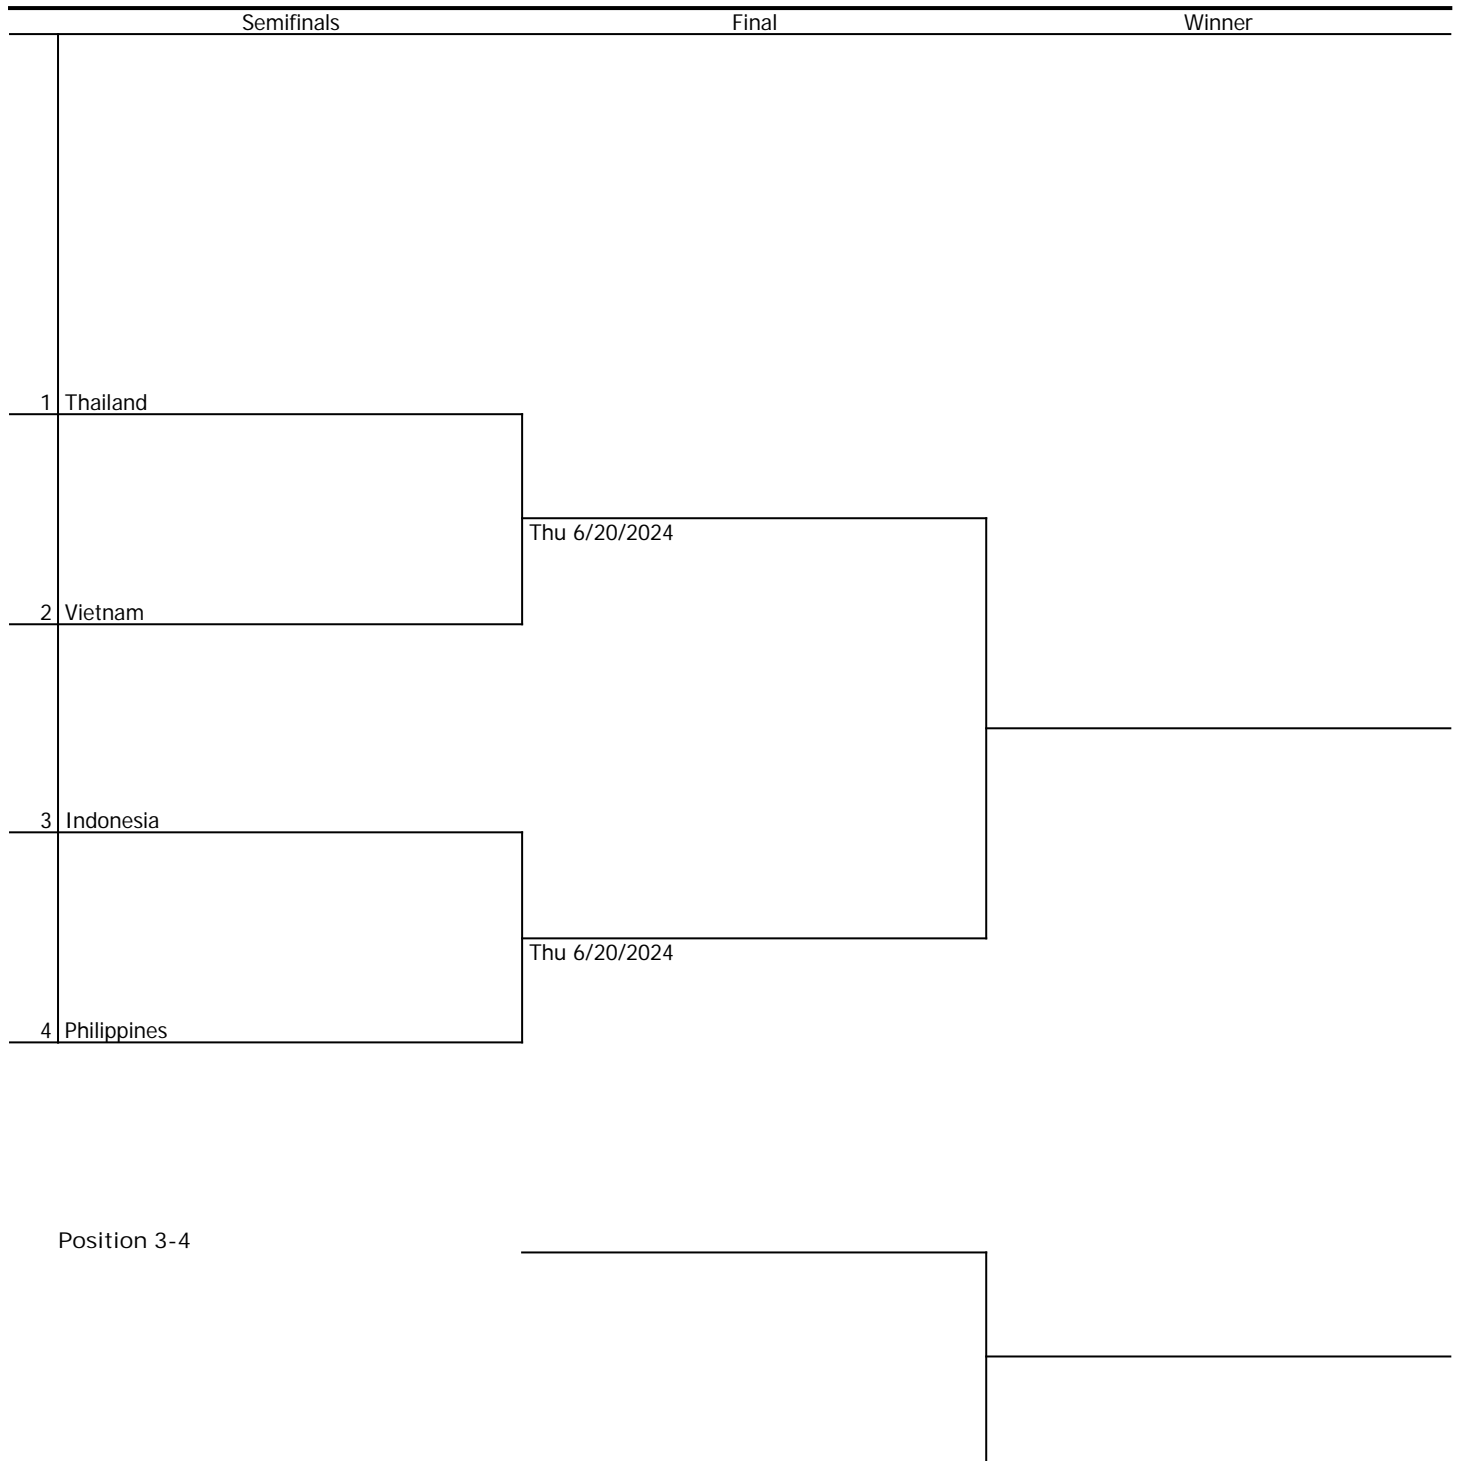 Semifinals Final Winner
1 Thailand
Thu 6/20/2024
2 Vietnam
3 Indonesia
Thu 6/20/2024
4 Philippines
Position 3-4